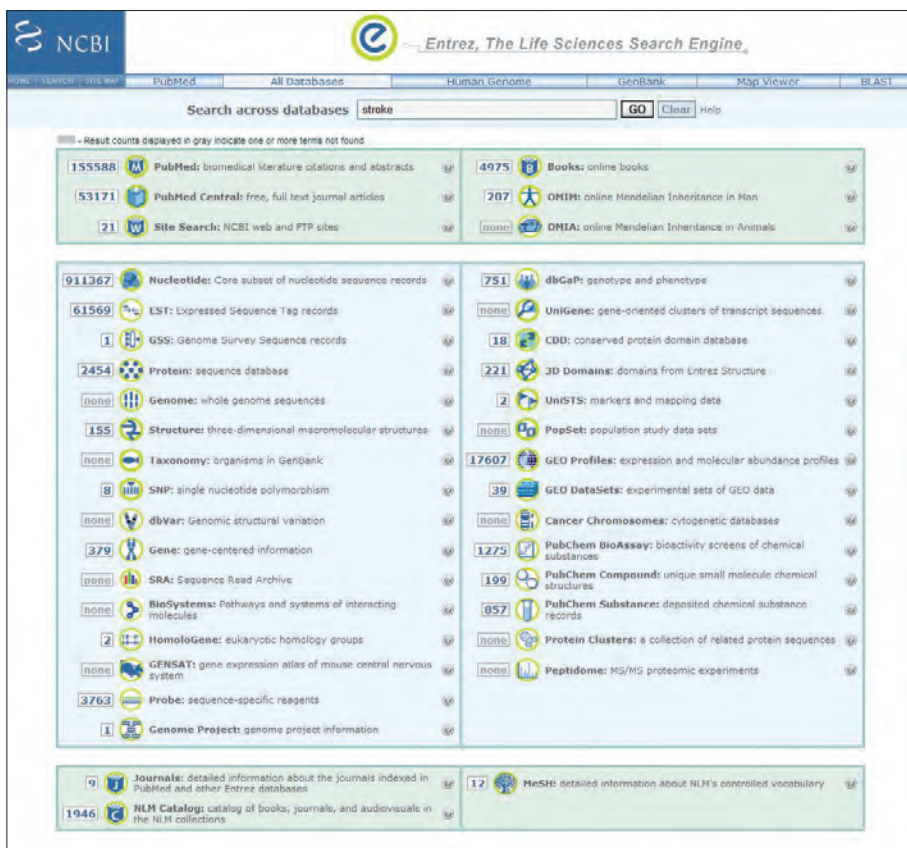 NCBI
Entrez, The Life Sciences Search Engine
HOME | SEARCH | SITE MAP PubMed All Databases Human Genome GenBank Map Viewer BLAST
Search across databases stroke GO Clear Help
- Result counts displayed in gray indicate one or more terms not found
155588 PubMed: biomedical literature citations and abstracts
53171 PubMed Central: free, full text journal articles
21 Site Search: NCBI web and FTP sites
4975 Books: online books
207 OMIM: online Mendelian Inheritance in Man
none OMIA: online Mendelian Inheritance in Animals
911367 Nucleotide: Core subset of nucleotide sequence records
61569 EST: Expressed Sequence Tag records
1 GSS: Genome Survey Sequence records
2454 Protein: sequence database
none Genome: whole genome sequences
155 Structure: three-dimensional macromolecular structures
none Taxonomy: organisms in GenBank
8 SNP: single nucleotide polymorphism
none dbVar: Genomic structural variation
379 Gene: gene-centered information
none SRA: Sequence Read Archive
none BioSystems: Pathways and systems of interacting
molecules
2 HomoloGene: eukaryotic homology groups
none GENSAT: gene expression atlas of mouse central nervous
system
3763 Probe: sequence-specific reagents
1 Genome Project: genome project information
751 dbGaP: genotype and phenotype
none UniGene: gene-oriented clusters of transcript sequences
18 CDD: conserved protein domain database
221 3D Domains: domains from Entrez Structure
2 UniSTS: markers and mapping data
none PopSet: population study data sets
17607 GEO Profiles: expression and molecular abundance profiles
39 GEO DataSets: experimental sets of GEO data
none Cancer Chromosomes: cytogenetic databases
1275 PubChem BioAssay: bioactivity screens of chemical
substances
199 PubChem Compound: unique small molecule chemical
structures
857 PubChem Substance: deposited chemical substance
records
none Protein Clusters: a collection of related protein sequences
none Peptidome: MS/MS proteomic experiments
9 Journals: detailed information about the journals indexed in
PubMed and other Entrez databases
1946 NLM Catalog: catalog of books, journals, and audiovisuals in
the NLM collections
12 MeSH: detailed information about NLM's controlled vocabulary